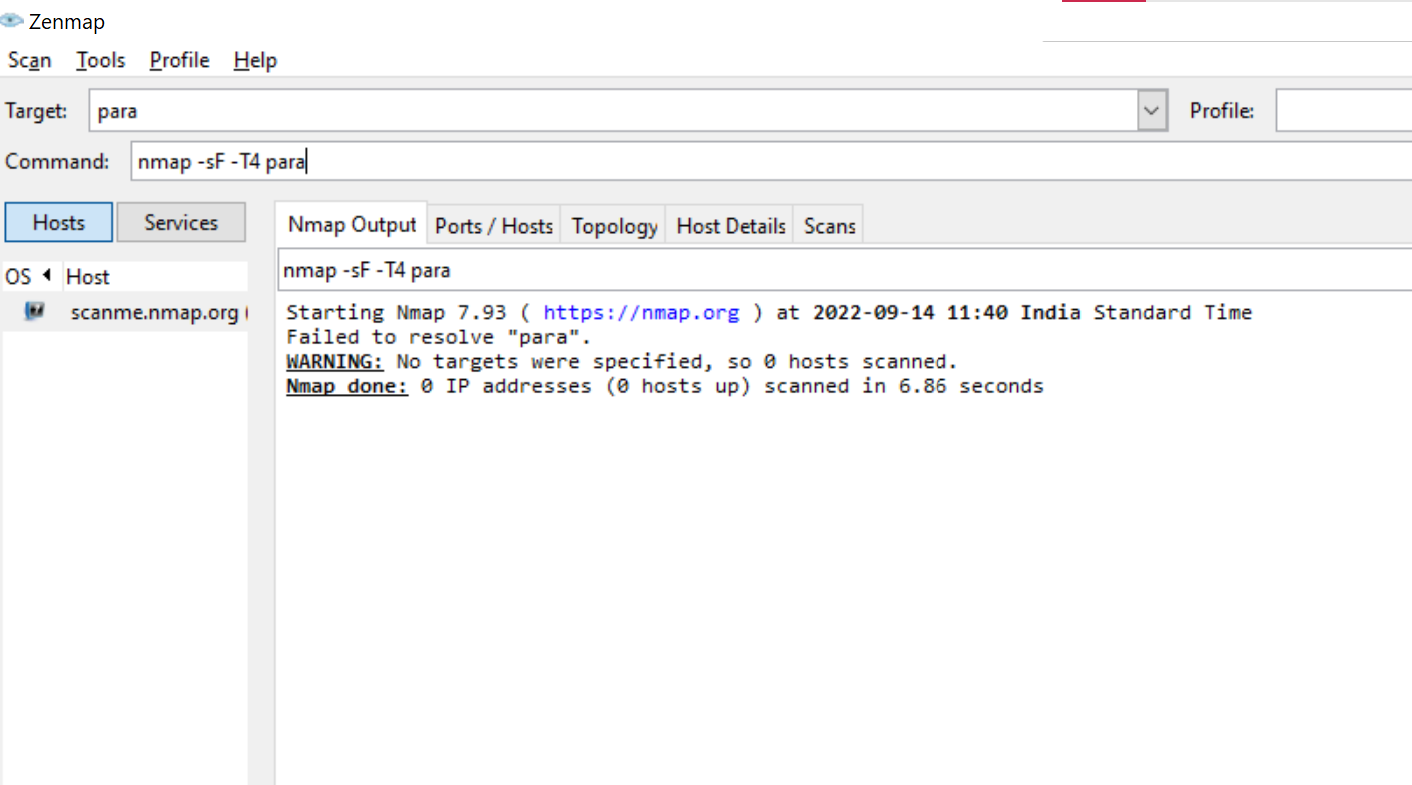 Zenmap
Scan Tools Profile Help
Target: para Profile:
Command: nmap -sF -T4 para
Hosts Services Nmap Output Ports / Hosts Topology Host Details Scans
nmap -sF -T4 para
OS Host
scanme.nmap.org (
Starting Nmap 7.93 ( https://nmap.org ) at 2022-09-14 11:40 India Standard Time
Failed to resolve "para".
WARNING: No targets were specified, so 0 hosts scanned.
Nmap done: 0 IP addresses (0 hosts up) scanned in 6.86 seconds